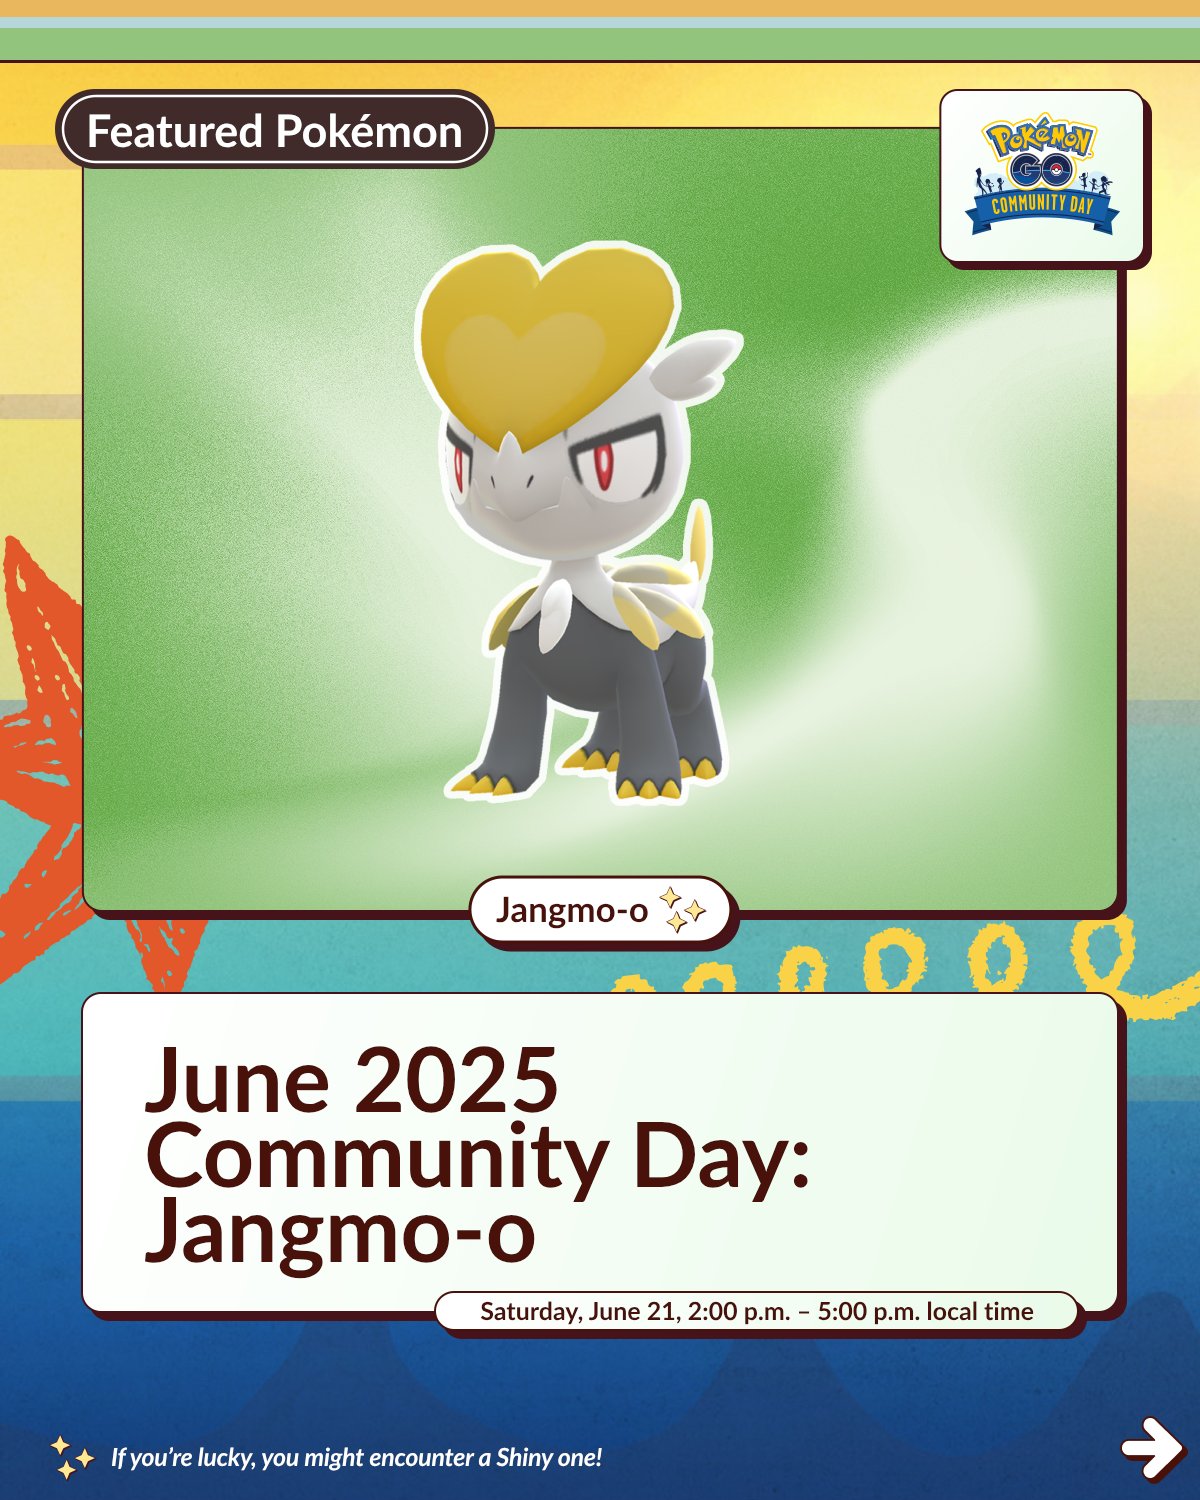 Featured Pokémon
POKéMON
GO
COMMUNITY DAY
Jangmo-o
June 2025
Community Day:
Jangmo-o
Saturday, June 21, 2:00 p.m. – 5:00 p.m. local time
If you're lucky, you might encounter a Shiny one!